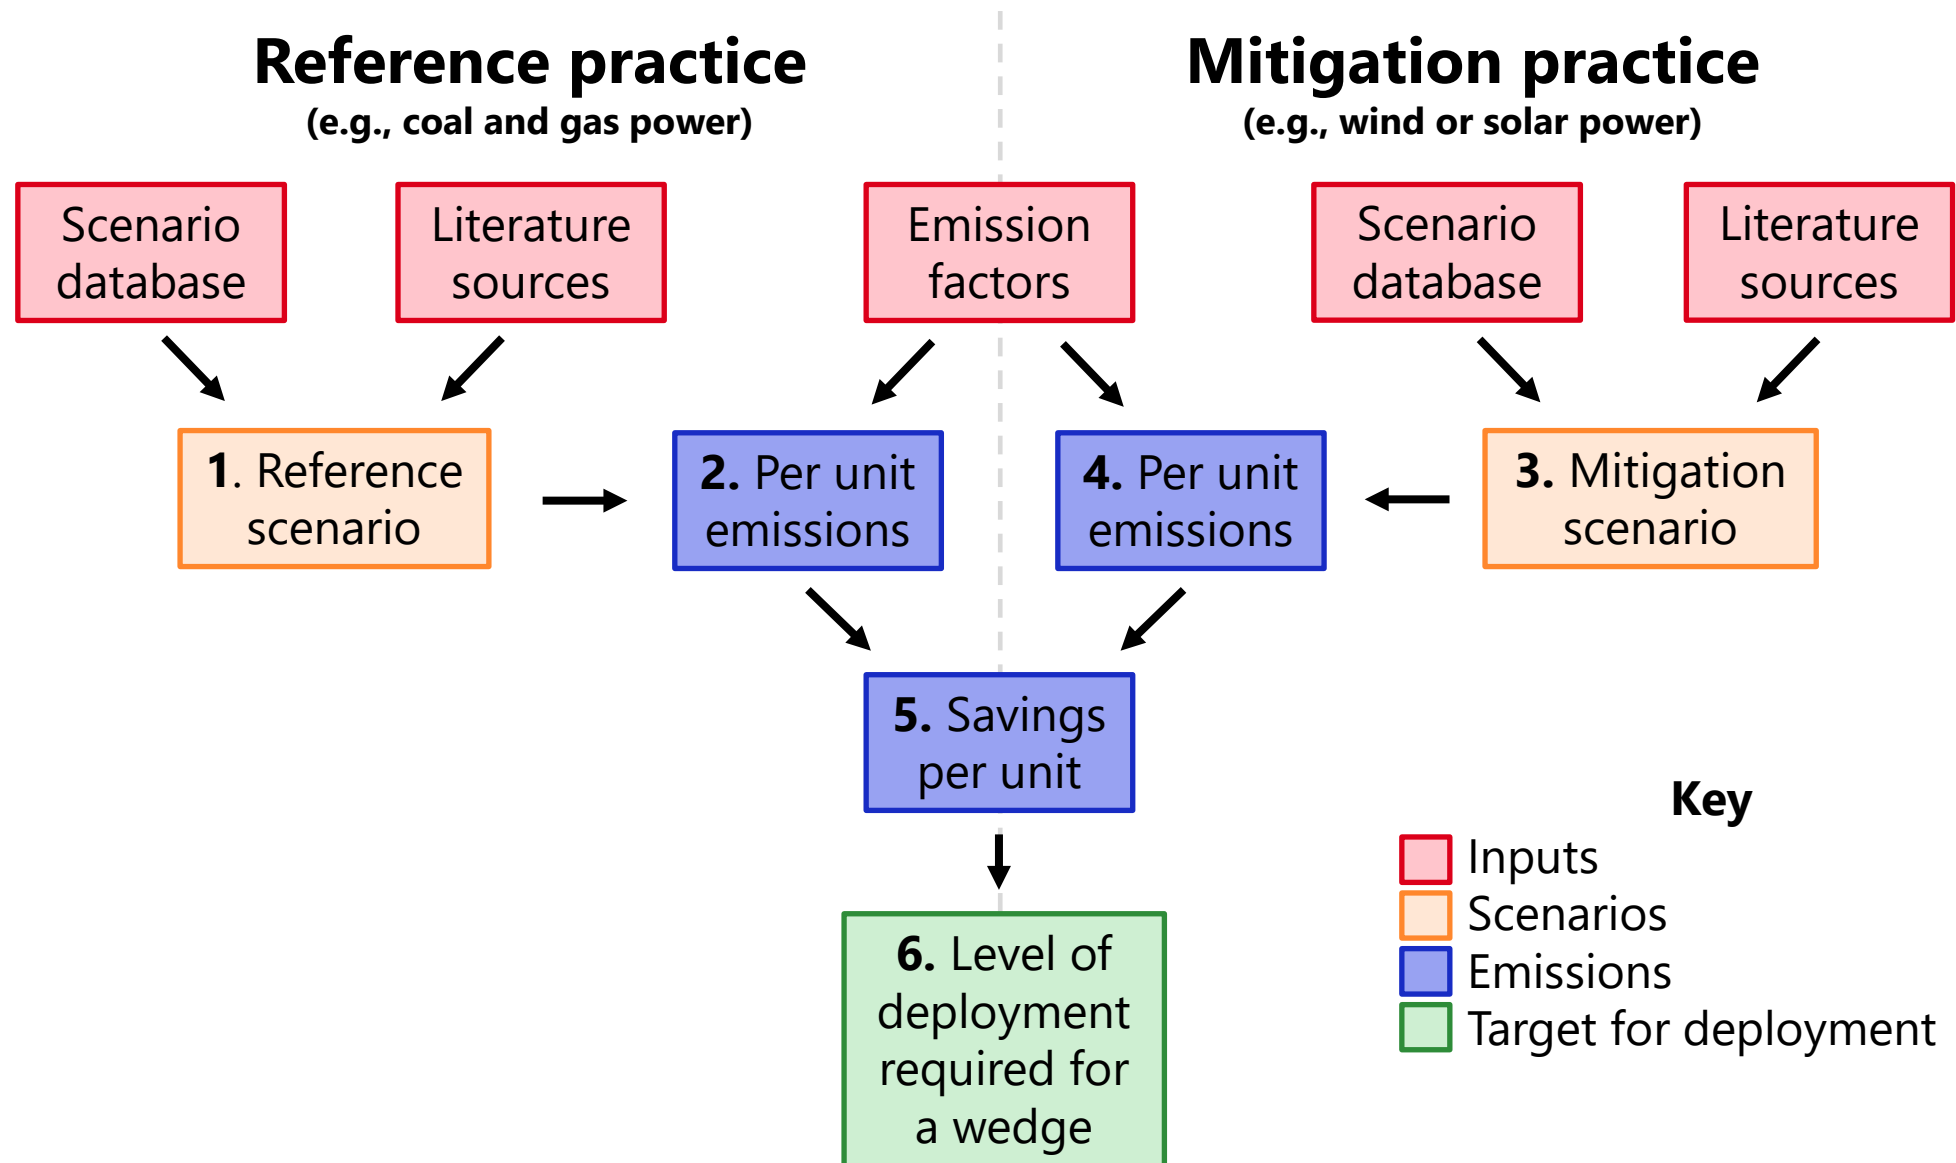 Reference practice
(e.g., coal and gas power)
Mitigation practice
(e.g., wind or solar power)
Scenario
database
Literature
sources
Emission
factors
Scenario
database
Literature
sources
1. Reference
scenario
2. Per unit
emissions
4. Per unit
emissions
3. Mitigation
scenario
5. Savings
per unit
6. Level of
deployment
required for
a wedge
Key
Inputs
Scenarios
Emissions
Target for deployment